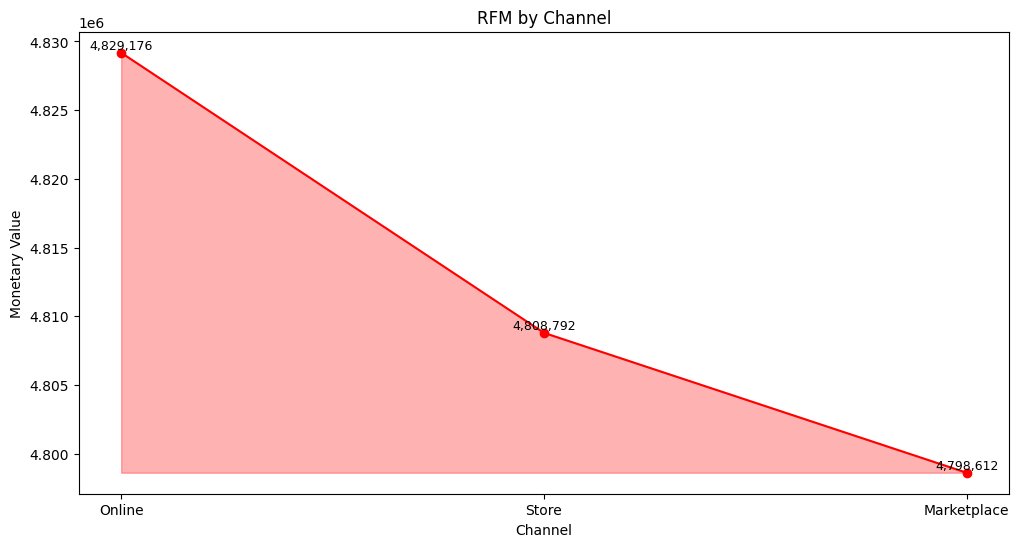 RFM by Channel
1e6
4.830
4.825
4.820
4.815
4.810
4.805
4.800
Monetary Value
4,829,176
4,808,792
4,798,612
Online
Store
Marketplace
Channel